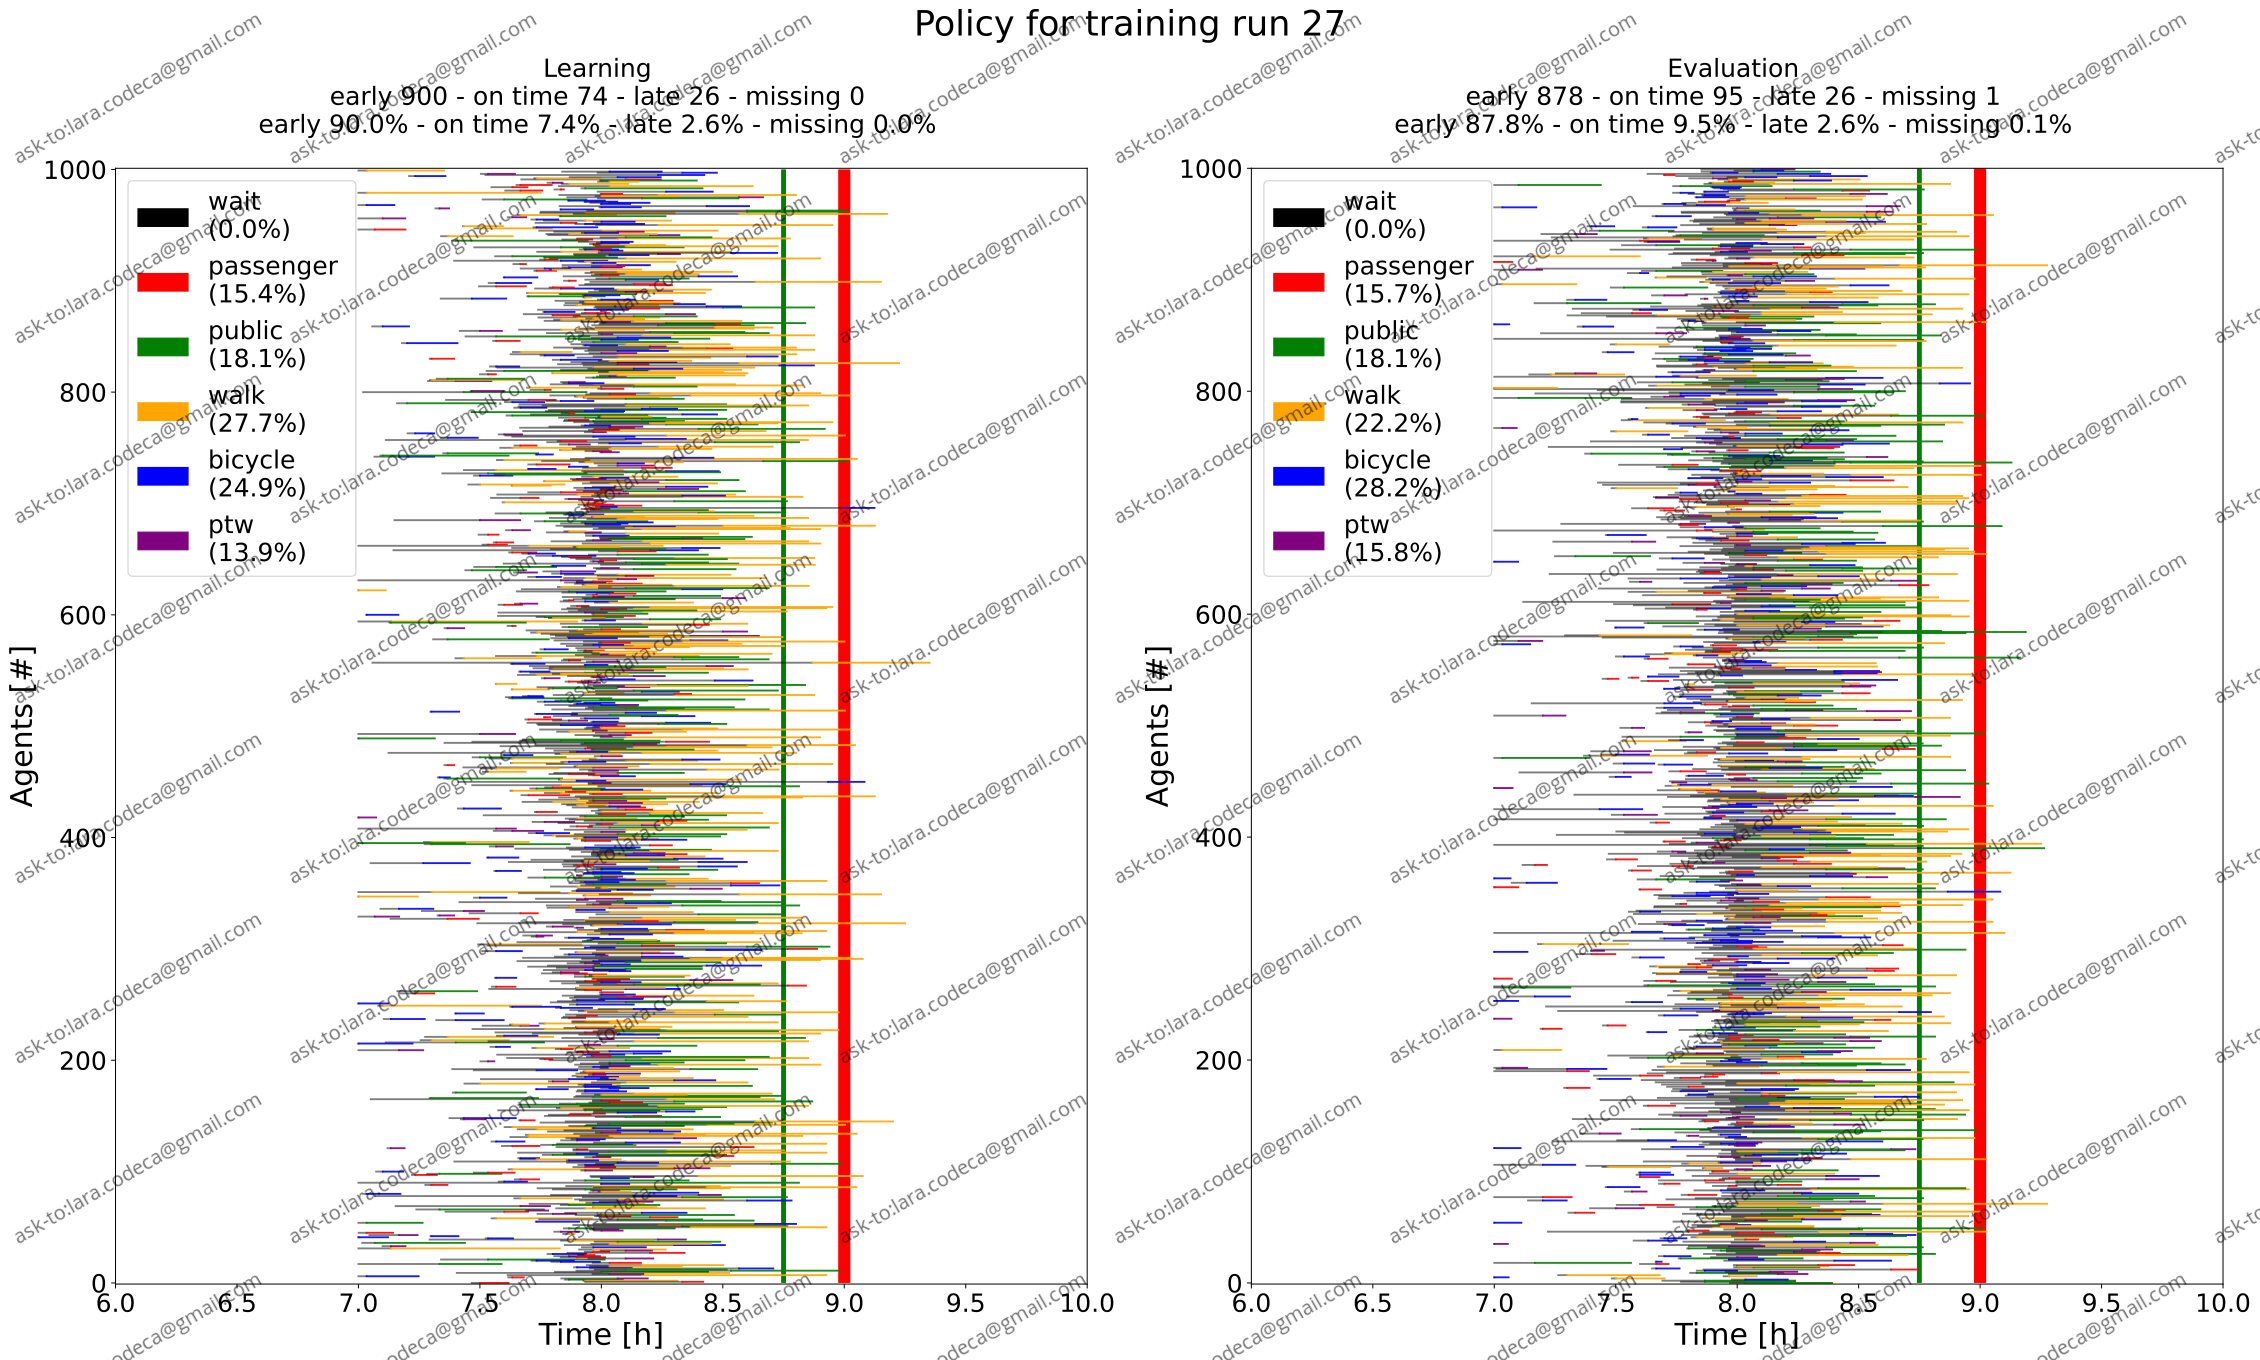 Policy for training run 27
Learning
early 900 - on time 74 - late 26 - missing 0
early 90.0% - on time 7.4% - late 2.6% - missing 0.0%
1000
800
600
400
200
0
Agents [#]
wait
(0.0%)
passenger
(15.4%)
public
(18.1%)
walk
(27.7%)
bicycle
(24.9%)
ptw
(13.9%)
6.0 6.5 7.0 7.5 8.0 8.5 9.0 9.5 10.0
Time [h]
Evaluation
early 878 - on time 95 - late 26 - missing 1
early 87.8% - on time 9.5% - late 2.6% - missing 0.1%
1000
800
600
400
200
0
Agents [#]
wait
(0.0%)
passenger
(15.7%)
public
(18.1%)
walk
(22.2%)
bicycle
(28.2%)
ptw
(15.8%)
6.0 6.5 7.0 7.5 8.0 8.5 9.0 9.5 10.0
Time [h]
ask-to:lara.codeca@gmail.com